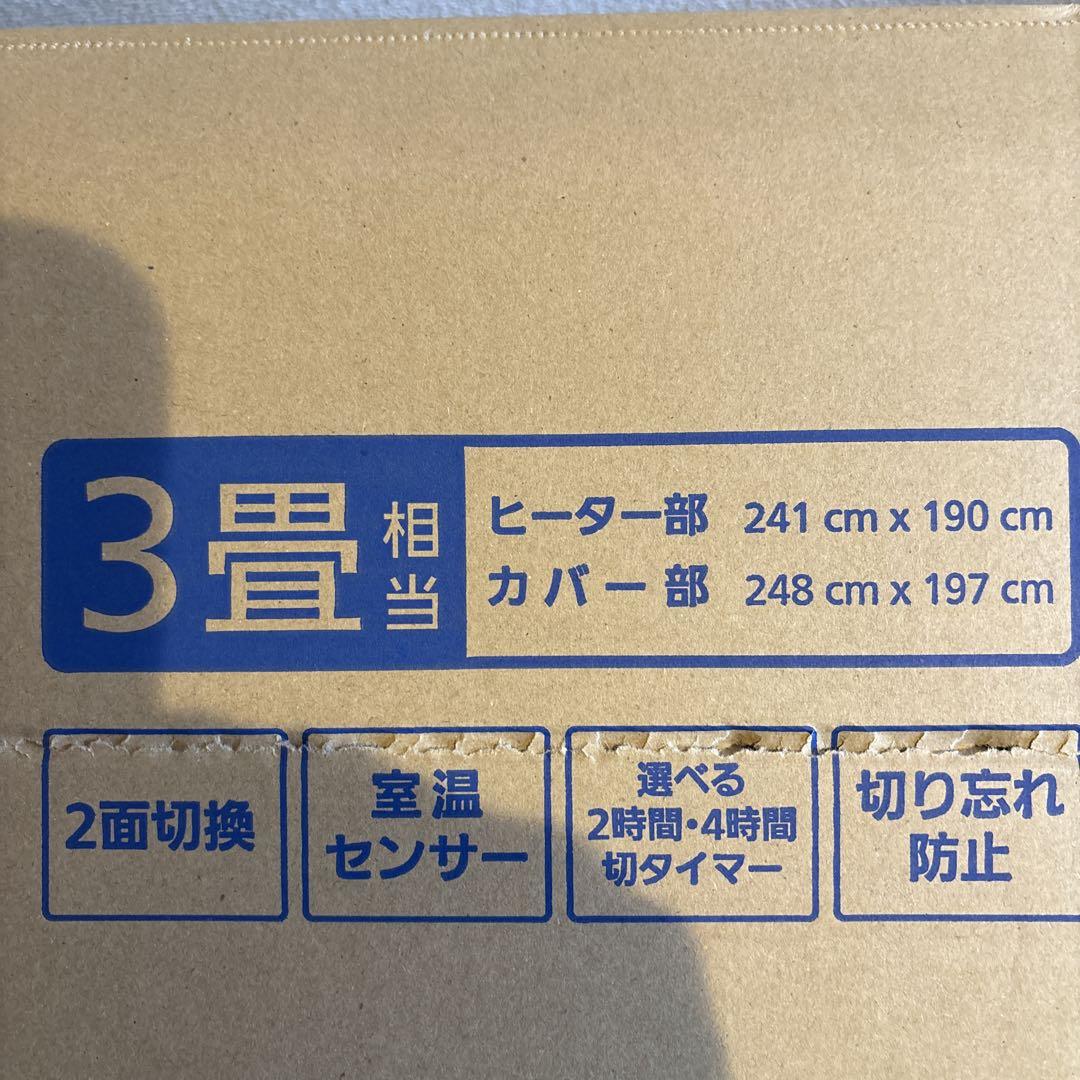 3畳相当
ヒーター部 241 cm x 190 cm
カバー部 248 cm x 197 cm
2面切換
室温
センサー
選べる
2時間・4時間
切タイマー
切り忘れ
防止